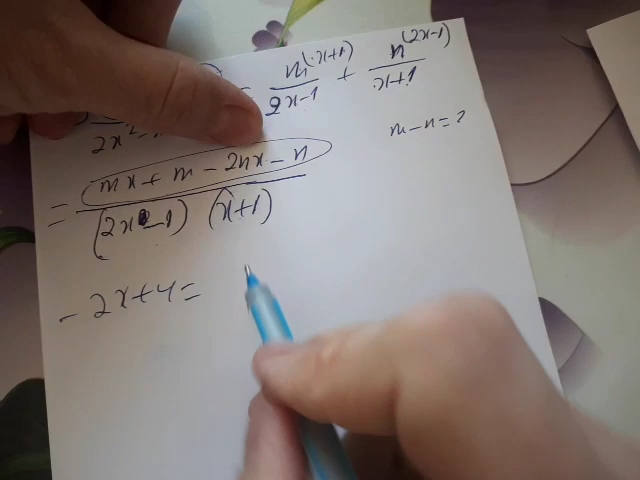 = m/(2x-1) (x+1) + n/(x+1) (2x-1)
2x²
m-n=?
= (mx+m-2nx-n)/((2x-1) (x+1))
-2x+4=